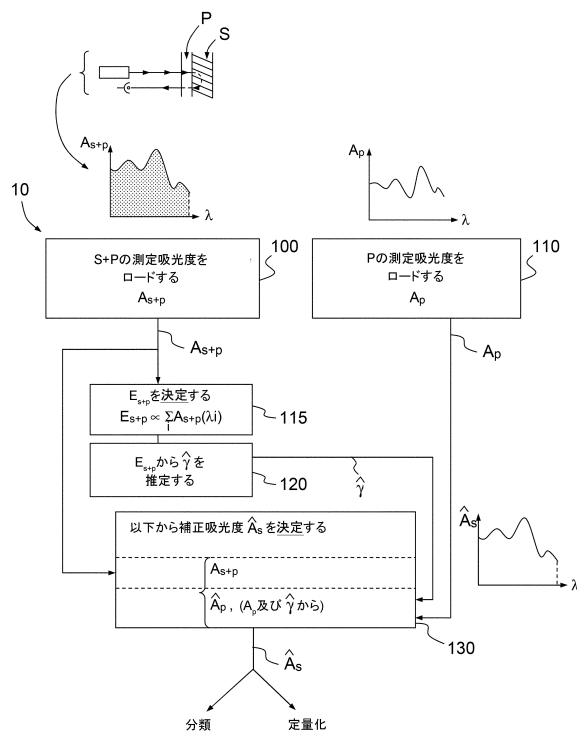 P
S
As+p
λ
Ap
λ
10
S+Pの測定吸光度を
ロードする
As+p
100
Pの測定吸光度を
ロードする
Ap
110
As+p
Ap
Es+pを決定する
Es+p ∝ ΣAs+p(λi)
i
115
Es+pからγ̂を
推定する
120
γ̂
以下から補正吸光度 Âsを決定する
As+p
Âp , (Ap及びγ̂から)
130
Âs
λ
Âs
分類
定量化